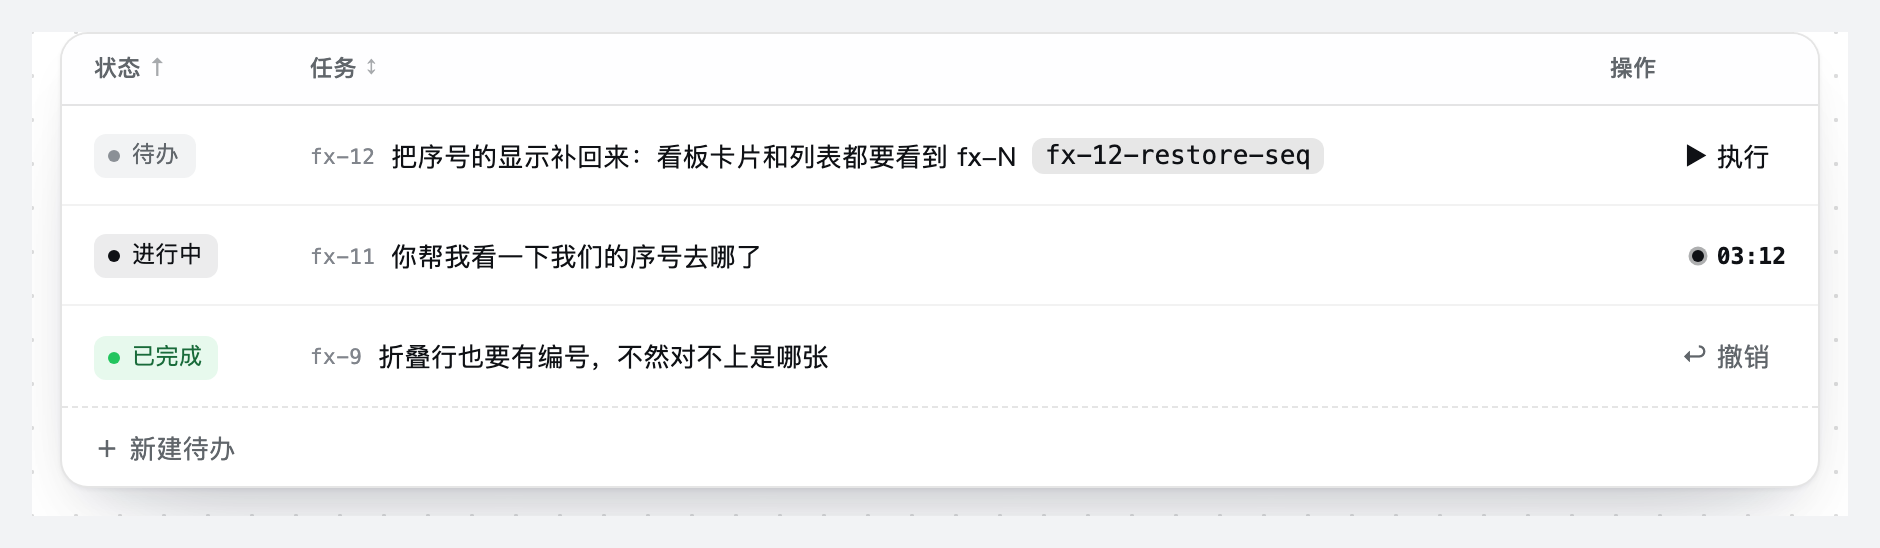 状态 ↑ 任务 ↕ 操作
待办 fx-12 把序号的显示补回来：看板卡片和列表都要看到 fx-N fx-12-restore-seq ▶ 执行
进行中 fx-11 你帮我看一下我们的序号去哪了 03:12
已完成 fx-9 折叠行也要有编号，不然对不上是哪张 ↩ 撤销
+ 新建待办